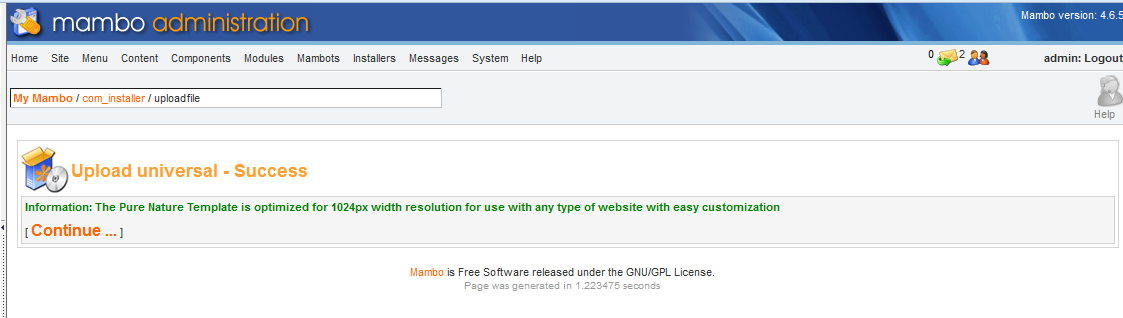 mambo administration
Mambo version: 4.6.5
Home Site Menu Content Components Modules Mambots Installers Messages System Help 0 2 admin: Logout
My Mambo / com_installer / uploadfile
Help
Upload universal - Success
Information: The Pure Nature Template is optimized for 1024px width resolution for use with any type of website with easy customization
[ Continue ... ]
Mambo is Free Software released under the GNU/GPL License.
Page was generated in 1.223475 seconds